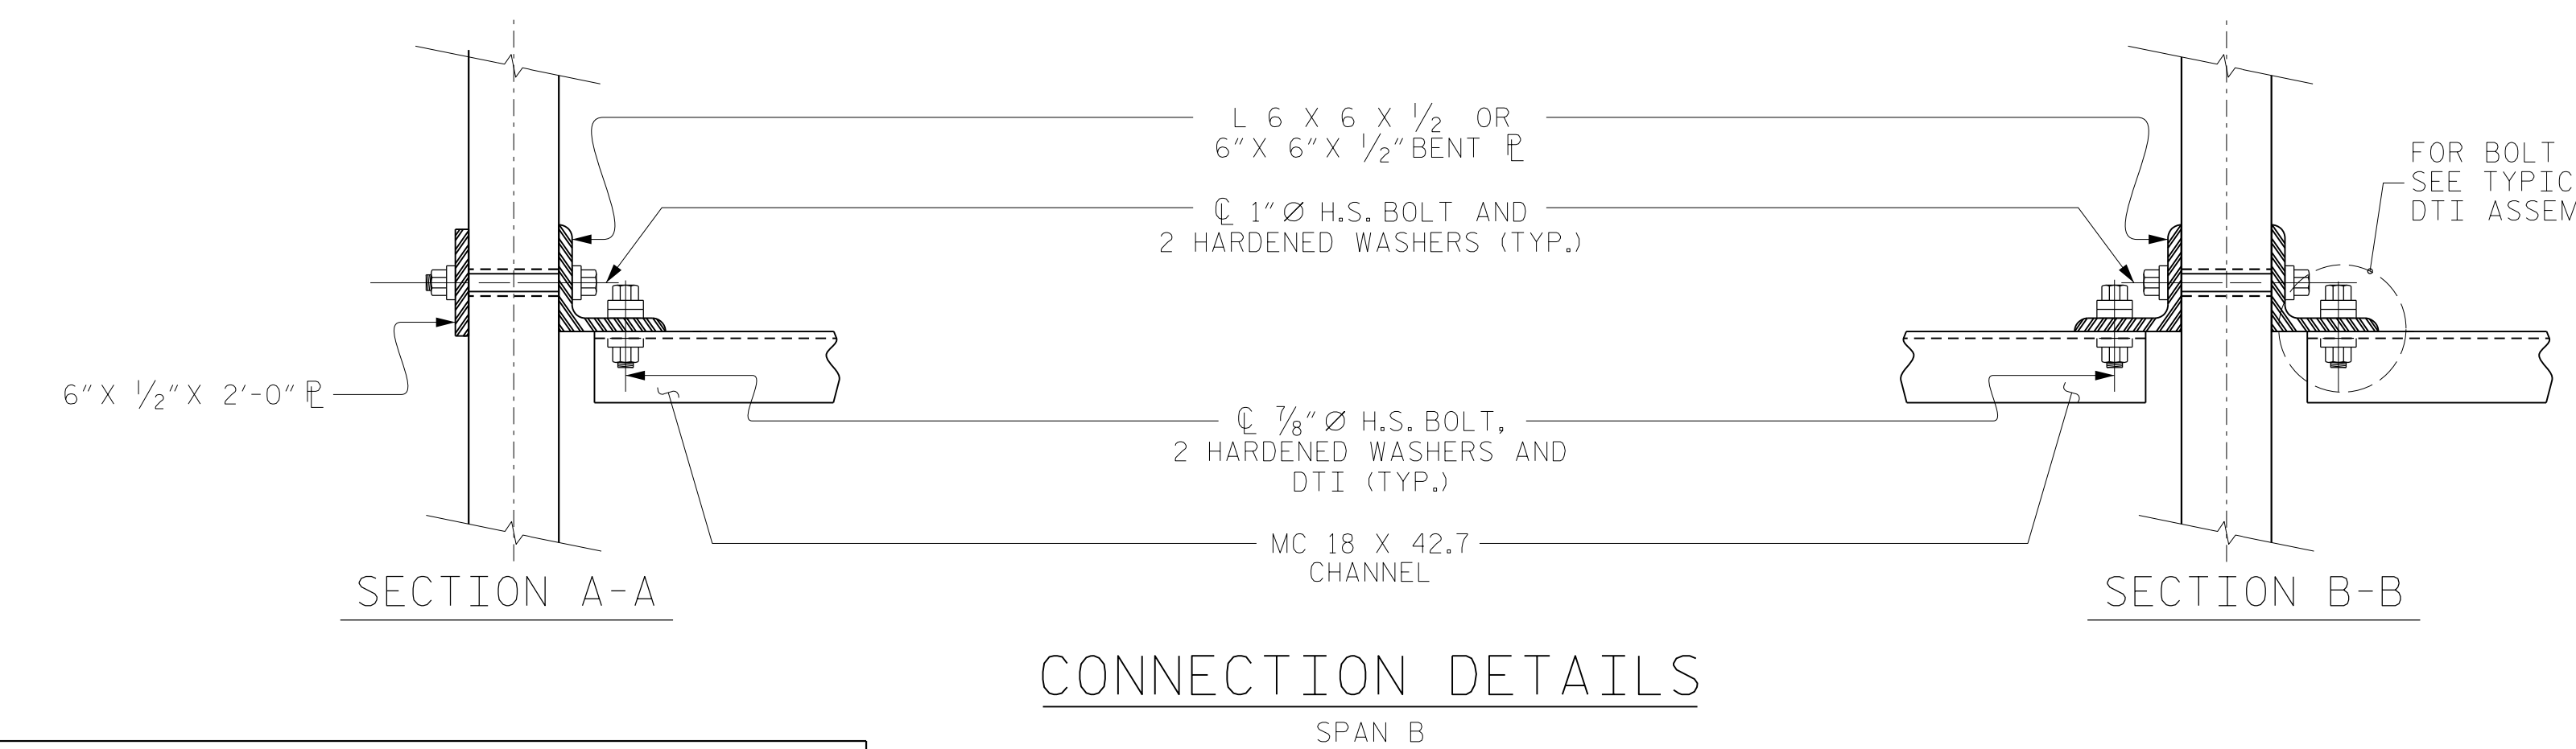 L 6 X 6 X 1/2 OR
6" X 6" X 1/2" BENT ⅊
℄ 1" Ø H.S. BOLT AND
2 HARDENED WASHERS (TYP.)
FOR BOLT
SEE TYPIC
DTI ASSEM
6" X 1/2" X 2'-0" ⅊
℄ 7/8" Ø H.S. BOLT,
2 HARDENED WASHERS AND
DTI (TYP.)
MC 18 X 42.7
CHANNEL
SECTION A-A
SECTION B-B
CONNECTION DETAILS
SPAN B